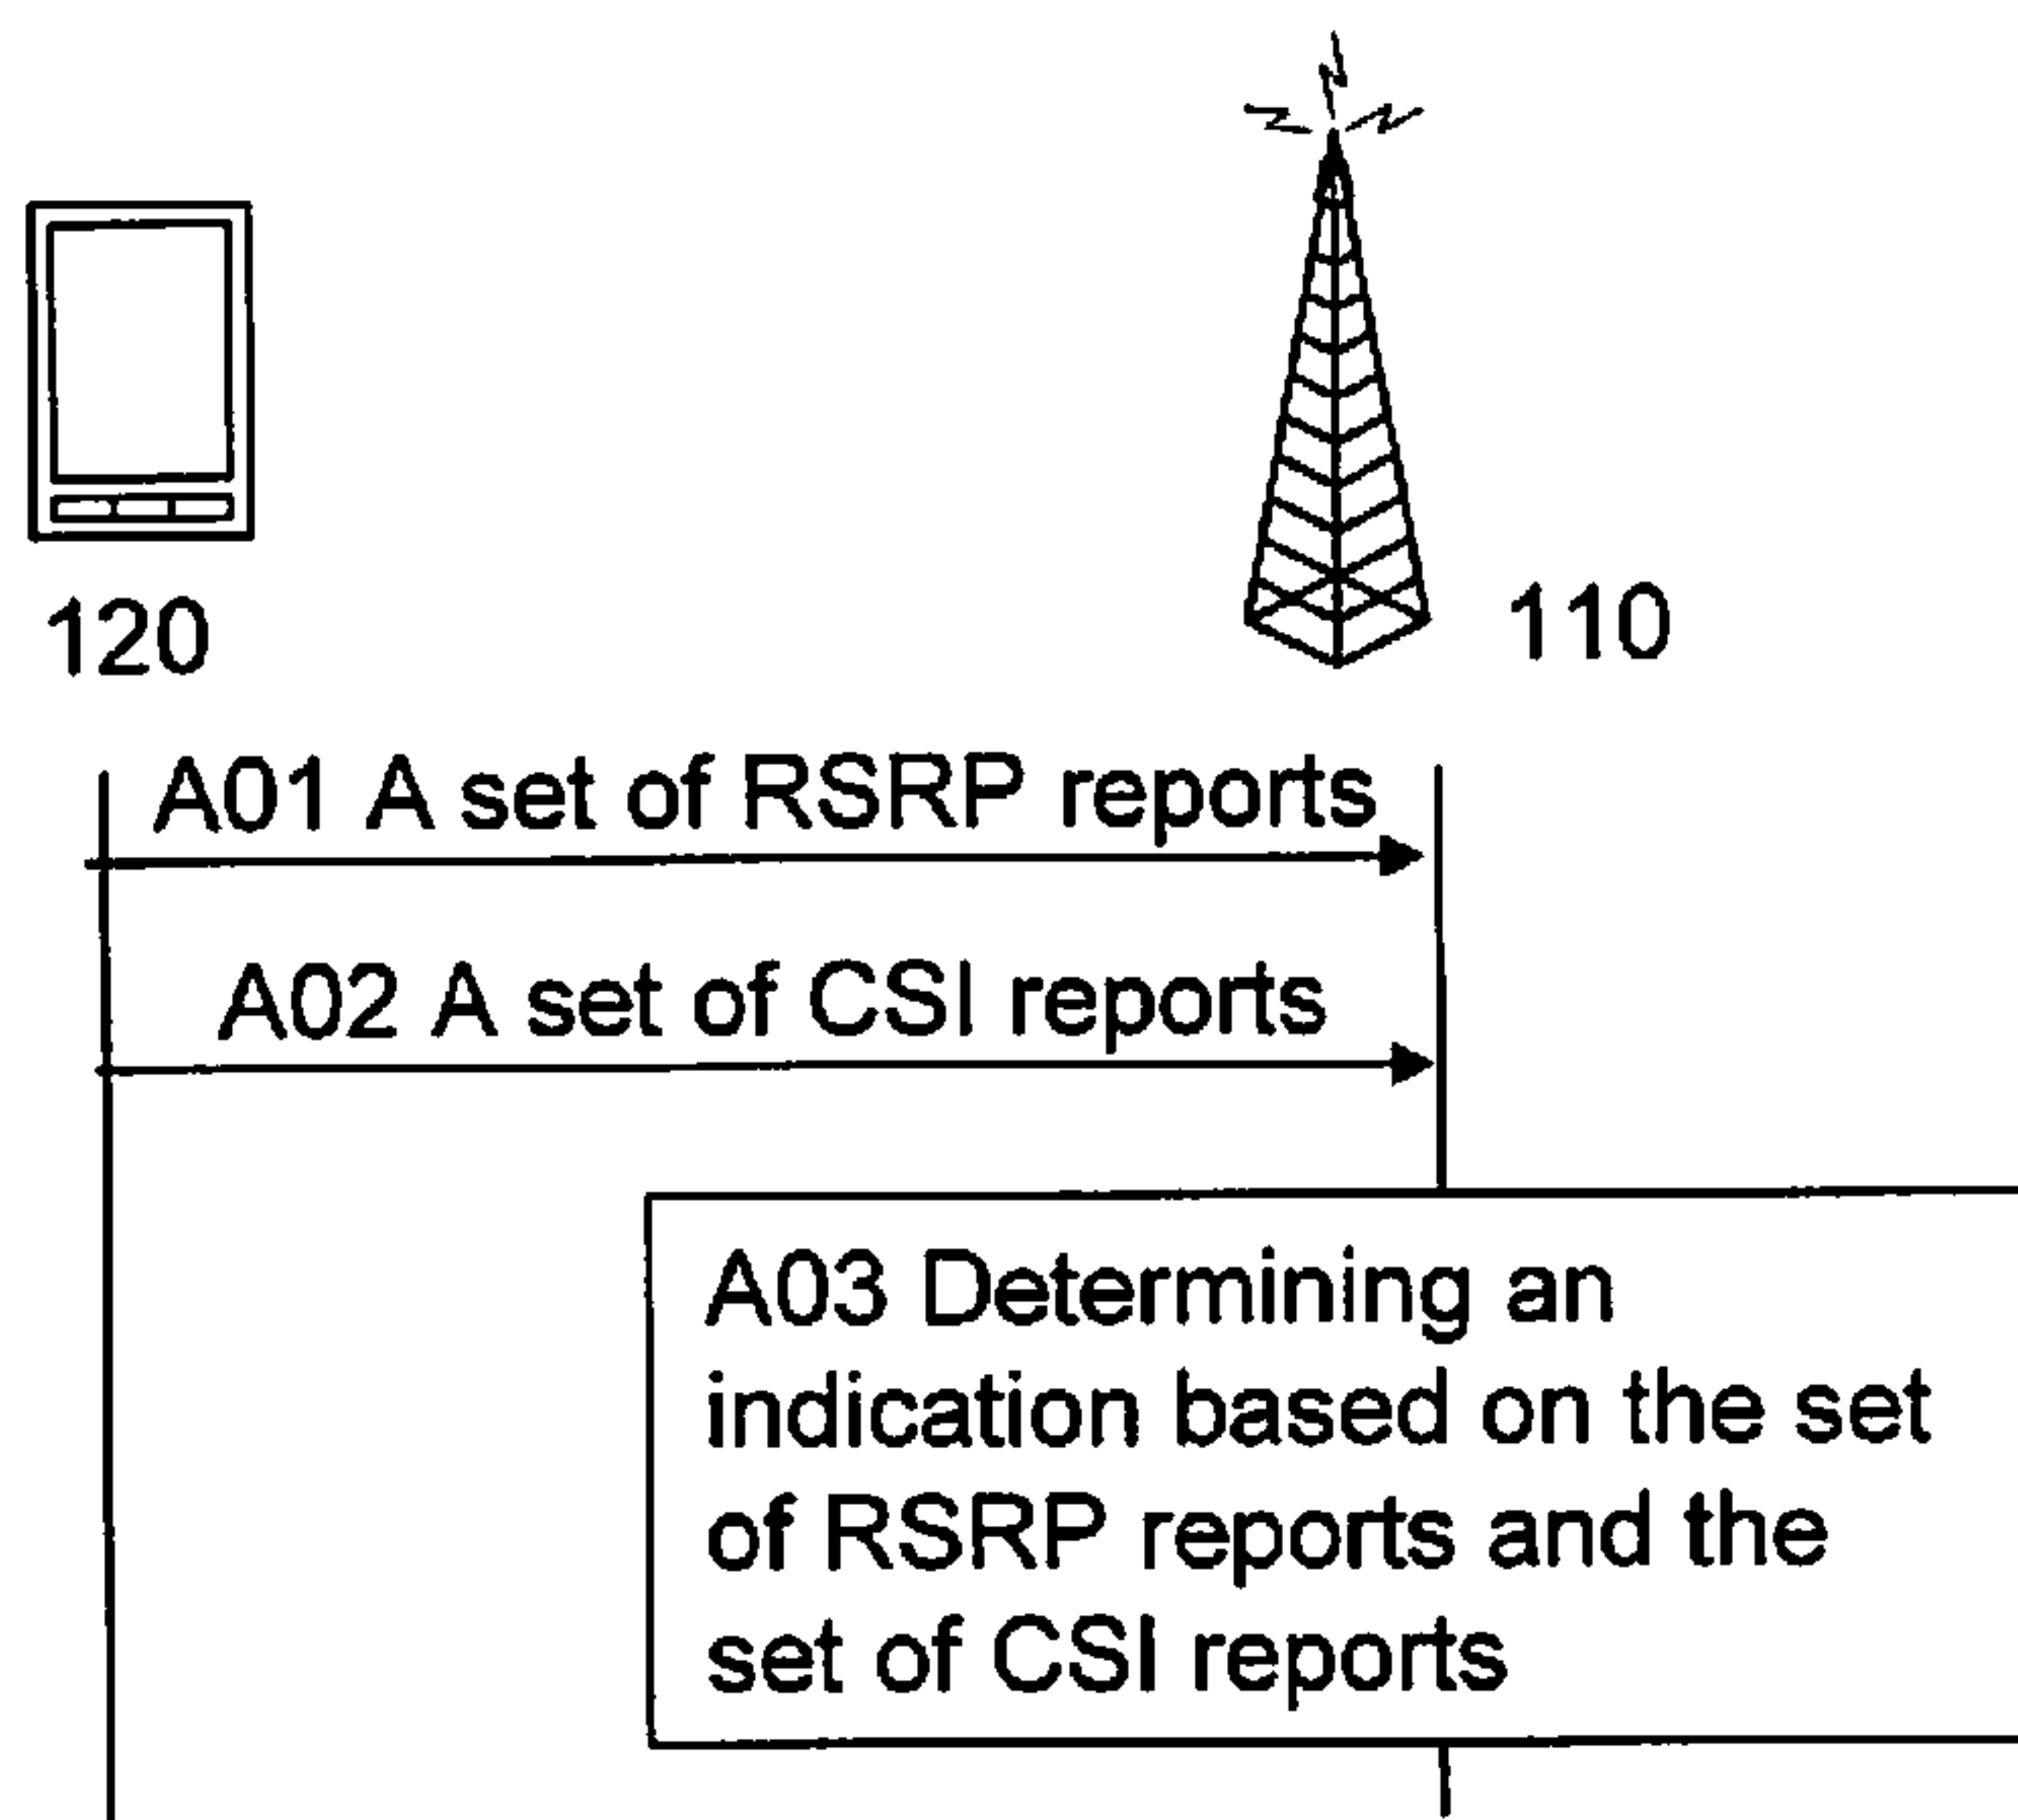 120
110
A01 A set of RSRP reports
A02 A set of CSI reports
A03 Determining an
indication based on the set
of RSRP reports and the
set of CSI reports